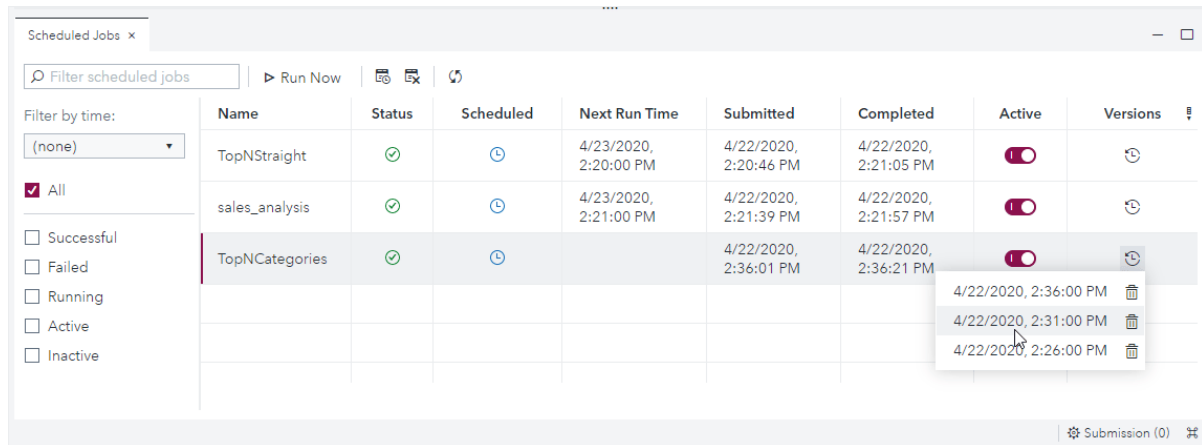 Scheduled Jobs ×
Filter scheduled jobs
Run Now
Filter by time:
(none)
All
Successful
Failed
Running
Active
Inactive
Name Status Scheduled Next Run Time Submitted Completed Active Versions
TopNStraight 4/23/2020, 4/22/2020, 4/22/2020,
2:20:00 PM 2:20:46 PM 2:21:05 PM
sales_analysis 4/23/2020, 4/22/2020, 4/22/2020,
2:21:00 PM 2:21:39 PM 2:21:57 PM
TopNCategories 4/22/2020, 4/22/2020,
2:36:01 PM 2:36:21 PM
4/22/2020, 2:36:00 PM
4/22/2020, 2:31:00 PM
4/22/2020, 2:26:00 PM
Submission (0)